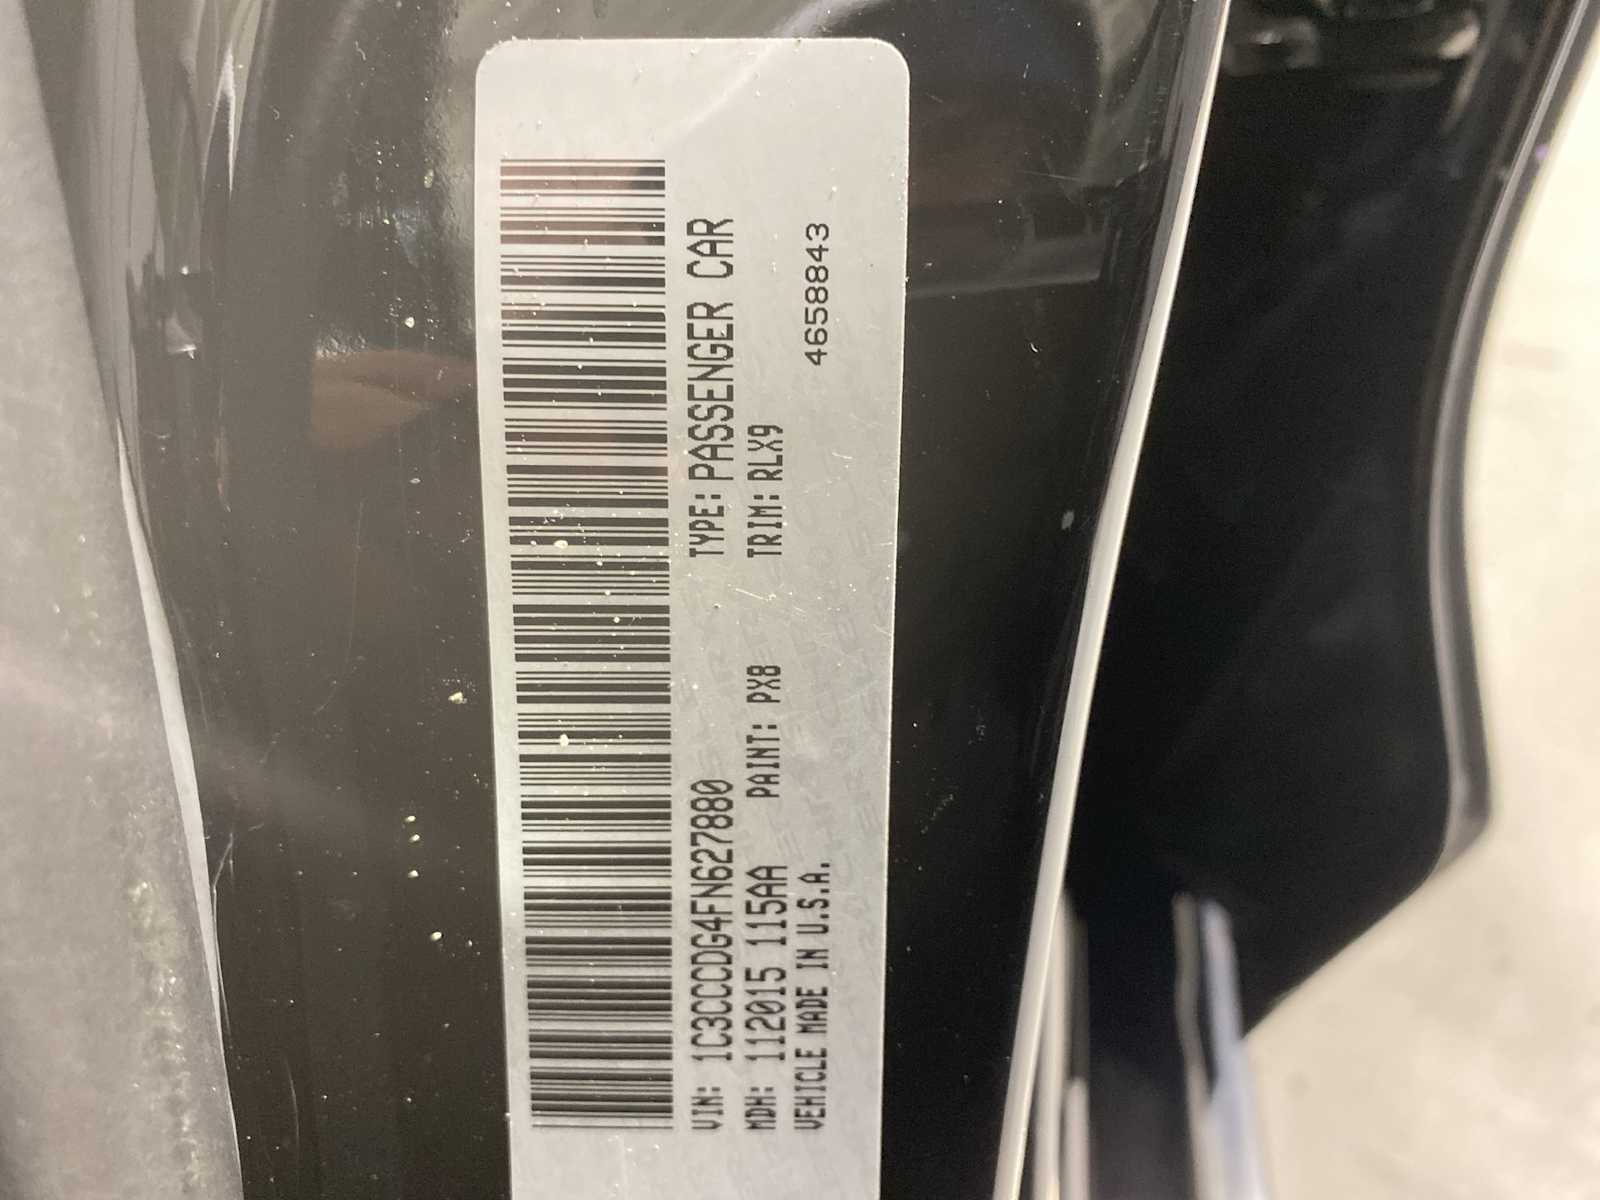 VIN: 1C3CCCDG4FN627880 TYPE: PASSENGER CAR
MDH: 112015 115AA PAINT: PX8 TRIM: RLX9
VEHICLE MADE IN U.S.A. 4658843